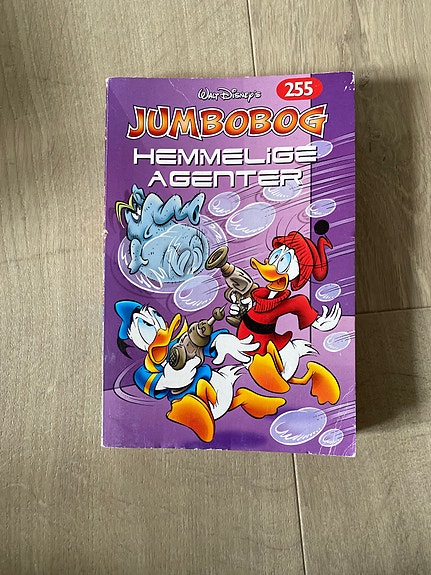 Walt Disney's
255
JUMBOBOG
HEMMELIGE
AGENTER